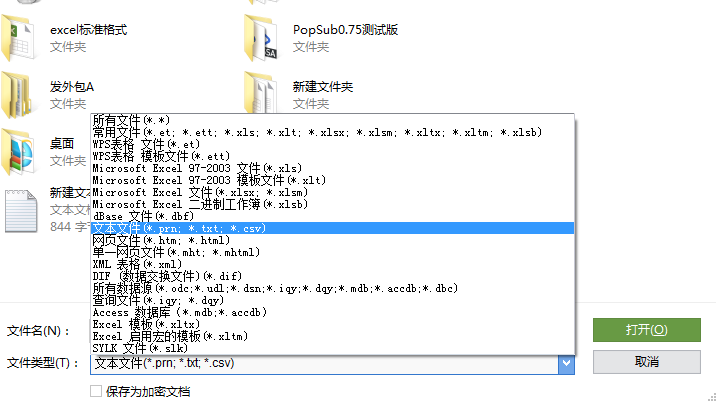 excel标准格式
文件夹
PopSub0.75测试版
文件夹
发外包A
文件夹
新建文件夹
文件夹
桌面
文件夹
新建文本
文本文
844 字
所有文件(*.*)
常用文件(*.et; *.ett; *.xls; *.xlt; *.xlsx; *.xlsm; *.xltx; *.xltm; *.xlsb)
WPS表格 文件(*.et)
WPS表格 模板文件(*.ett)
Microsoft Excel 97-2003 文件(*.xls)
Microsoft Excel 97-2003 模板文件(*.xlt)
Microsoft Excel 文件(*.xlsx; *.xlsm)
Microsoft Excel 二进制工作簿(*.xlsb)
dBase 文件(*.dbf)
文本文件(*.prn; *.txt; *.csv)
网页文件(*.htm; *.html)
单一网页文件(*.mht; *.mhtml)
XML 表格(*.xml)
DIF (数据交换文件)(*.dif)
所有数据源(*.odc;*.udl;*.dsn;*.iqy;*.dqy;*.mdb;*.accdb;*.dbc)
查询文件(*.iqy; *.dqy)
Access 数据库 (*.mdb;*.accdb)
Excel 模板(*.xltx)
Excel 启用宏的模板(*.xltm)
SYLK 文件(*.slk)
文件名(N)：
打开(O)
文件类型(T)：
文本文件(*.prn; *.txt; *.csv)
取消
保存为加密文档